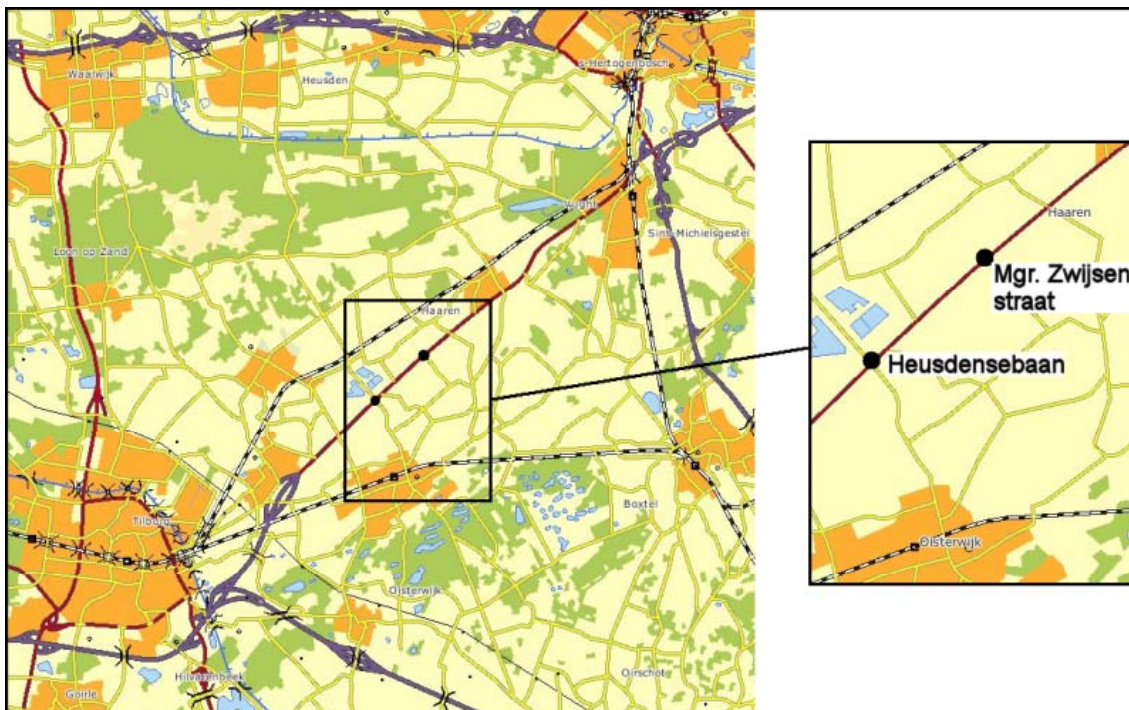 Waalwijk
Heusden
s-Hertogenbosch
Vught
Sint-Michielsgestel
Loon op Zand
Haaren
Tilburg
Boxtel
Oisterwijk
Oirschot
Hilvarenbeek
Goirle
Haaren
Mgr. Zwijsen
straat
Heusdensebaan
Oisterwijk